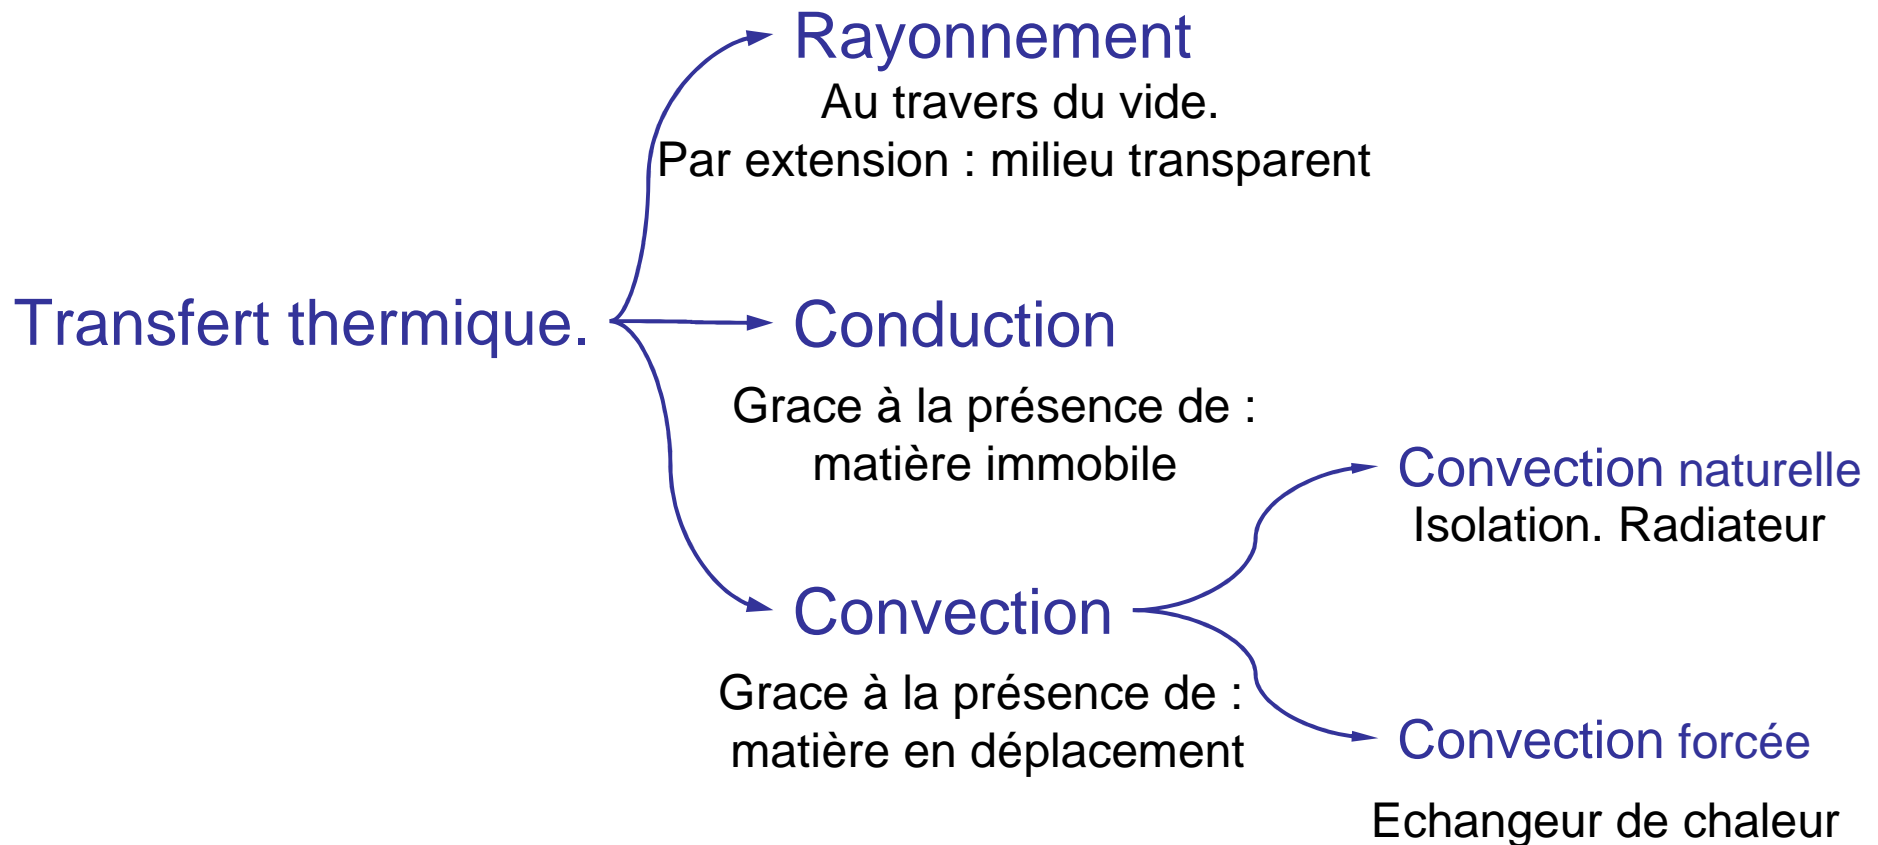 Rayonnement
Au travers du vide.
Par extension : milieu transparent
Transfert thermique.
Conduction
Grace à la présence de :
matière immobile
Convection naturelle
Isolation. Radiateur
Convection
Grace à la présence de :
matière en déplacement
Convection forcée
Echangeur de chaleur